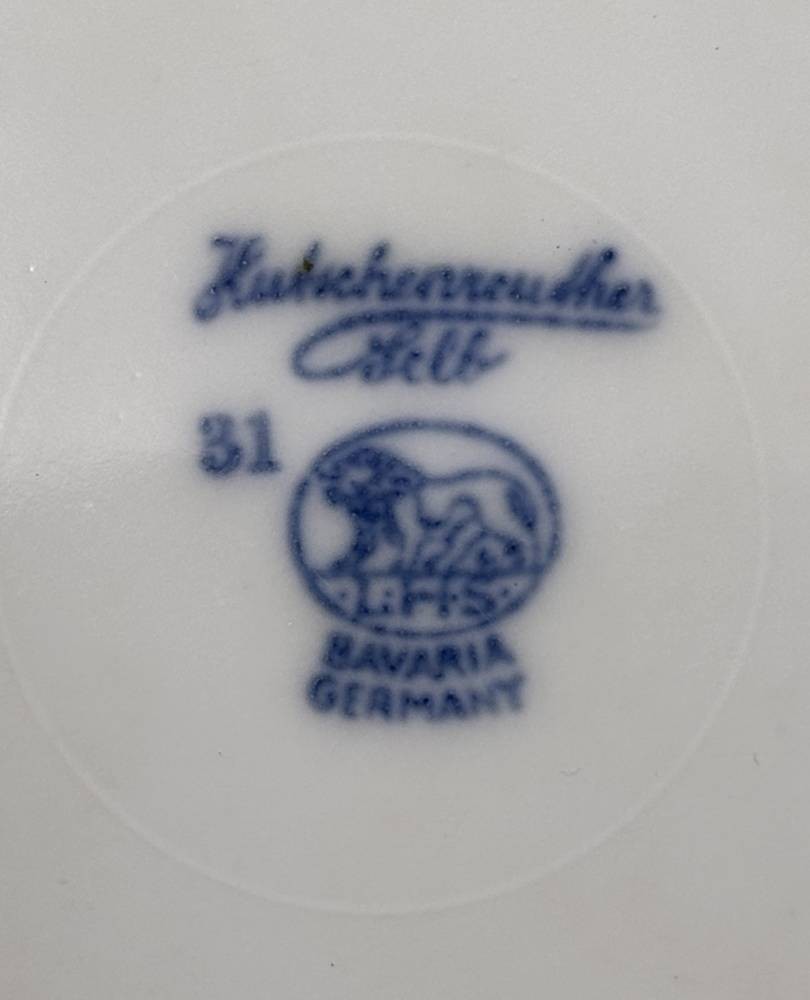 Hutschenreuther
Selb
31
L.H.S.
BAVARIA
GERMANY